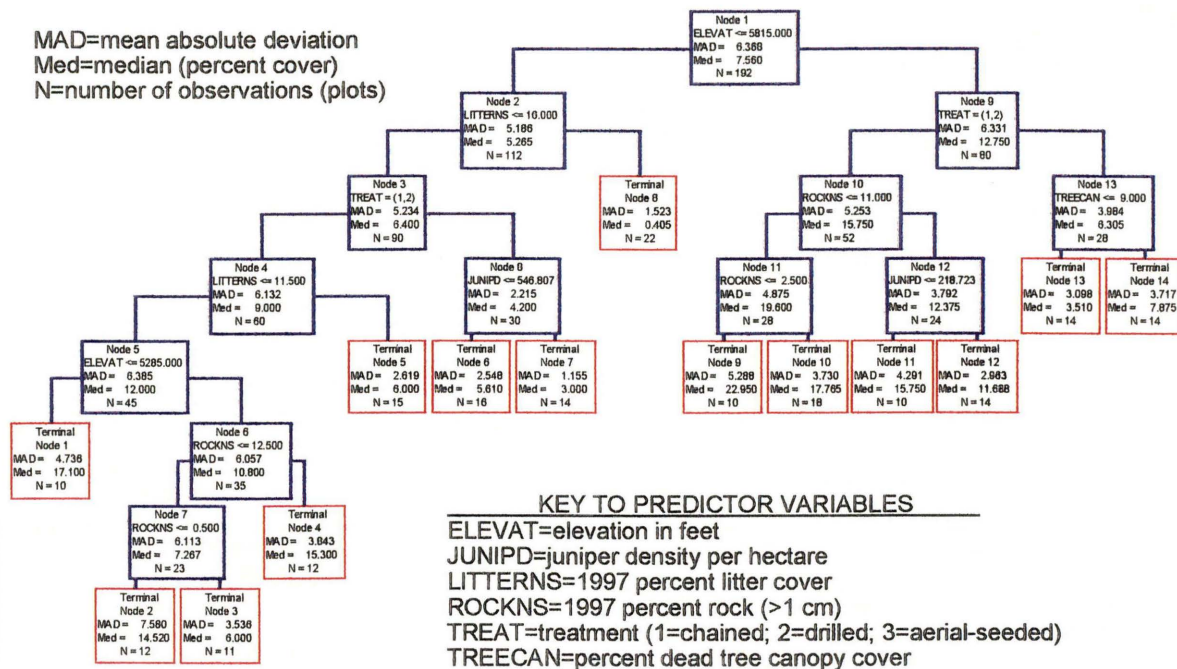 MAD=mean absolute deviation
Med=median (percent cover)
N=number of observations (plots)
Node 1
ELEVAT <=5815.000
MAD = 6.368
Med = 7.560
N = 192
Node 2
LITTERNS <= 10.000
MAD = 5.186
Med = 5.265
N = 112
Node 9
TREAT = (1,2)
MAD = 6.331
Med = 12.750
N = 80
Node 3
TREAT = (1,2)
MAD = 5.234
Med = 6.400
N = 90
Terminal
Node 8
MAD = 1.523
Med = 0.405
N = 22
Node 10
ROCKNS <= 11.000
MAD = 5.253
Med = 15.750
N = 52
Node 13
TREECAN <= 9.000
MAD = 3.984
Med = 6.305
N = 28
Node 4
LITTERNS <= 11.500
MAD = 6.132
Med = 9.000
N = 60
Node 8
JUNIPD <= 546.807
MAD = 2.215
Med = 4.200
N = 30
Node 11
ROCKNS <= 2.500
MAD = 4.875
Med = 19.600
N = 28
Node 12
JUNIPD <= 218.723
MAD = 3.792
Med = 12.375
N = 24
Terminal
Node 13
MAD = 3.098
Med = 3.510
N = 14
Terminal
Node 14
MAD = 3.717
Med = 7.875
N = 14
Node 5
ELEVAT <=5285.000
MAD = 6.385
Med = 12.000
N = 45
Terminal
Node 5
MAD = 2.619
Med = 6.000
N = 15
Terminal
Node 6
MAD = 2.548
Med = 5.610
N = 16
Terminal
Node 7
MAD = 1.155
Med = 3.000
N = 14
Terminal
Node 9
MAD = 5.288
Med = 22.950
N = 10
Terminal
Node 10
MAD = 3.730
Med = 17.765
N = 18
Terminal
Node 11
MAD = 4.291
Med = 15.750
N = 10
Terminal
Node 12
MAD = 2.963
Med = 11.688
N = 14
Terminal
Node 1
MAD = 4.736
Med = 17.100
N = 10
Node 6
ROCKNS <= 12.500
MAD = 6.057
Med = 10.800
N = 35
Node 7
ROCKNS <= 0.500
MAD = 6.113
Med = 7.267
N = 23
Terminal
Node 4
MAD = 3.843
Med = 15.300
N = 12
Terminal
Node 2
MAD = 7.580
Med = 14.520
N = 12
Terminal
Node 3
MAD = 3.536
Med = 6.000
N = 11
KEY TO PREDICTOR VARIABLES
ELEVAT=elevation in feet
JUNIPD=juniper density per hectare
LITTERNS=1997 percent litter cover
ROCKNS=1997 percent rock (>1 cm)
TREAT=treatment (1=chained; 2=drilled; 3=aerial-seeded)
TREECAN=percent dead tree canopy cover